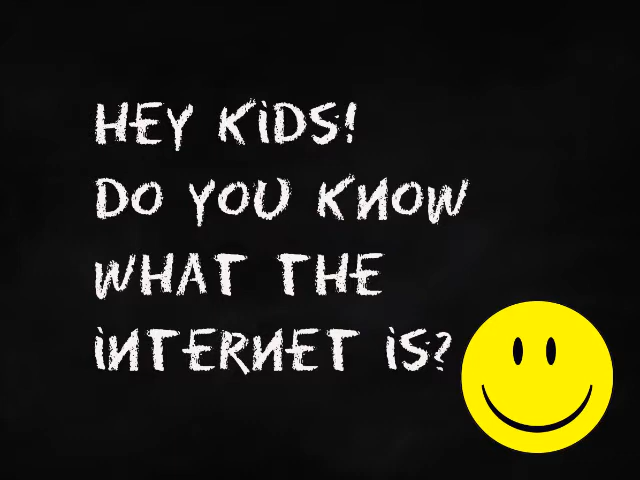 HEY KiDS!
DO YOU KNOW
WHAT THE
iNTERNET iS?